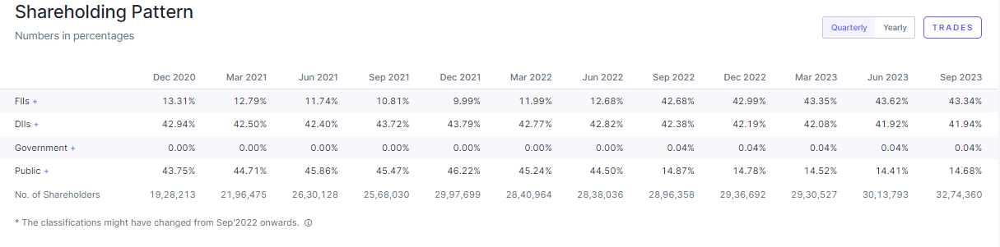 Shareholding Pattern
Numbers in percentages
Quarterly Yearly TRADES
Dec 2020 Mar 2021 Jun 2021 Sep 2021 Dec 2021 Mar 2022 Jun 2022 Sep 2022 Dec 2022 Mar 2023 Jun 2023 Sep 2023
FIIs + 13.31% 12.79% 11.74% 10.81% 9.99% 11.99% 12.68% 42.68% 42.99% 43.35% 43.62% 43.34%
DIIs + 42.94% 42.50% 42.40% 43.72% 43.79% 42.77% 42.82% 42.38% 42.19% 42.08% 41.92% 41.94%
Government + 0.00% 0.00% 0.00% 0.00% 0.00% 0.00% 0.00% 0.04% 0.04% 0.04% 0.04% 0.04%
Public + 43.75% 44.71% 45.86% 45.47% 46.22% 45.24% 44.50% 14.87% 14.78% 14.52% 14.41% 14.68%
No. of Shareholders 19,28,213 21,96,475 26,30,128 25,68,030 29,97,699 28,40,964 28,38,036 28,96,358 29,36,692 29,30,527 30,13,793 32,74,360
* The classifications might have changed from Sep'2022 onwards.